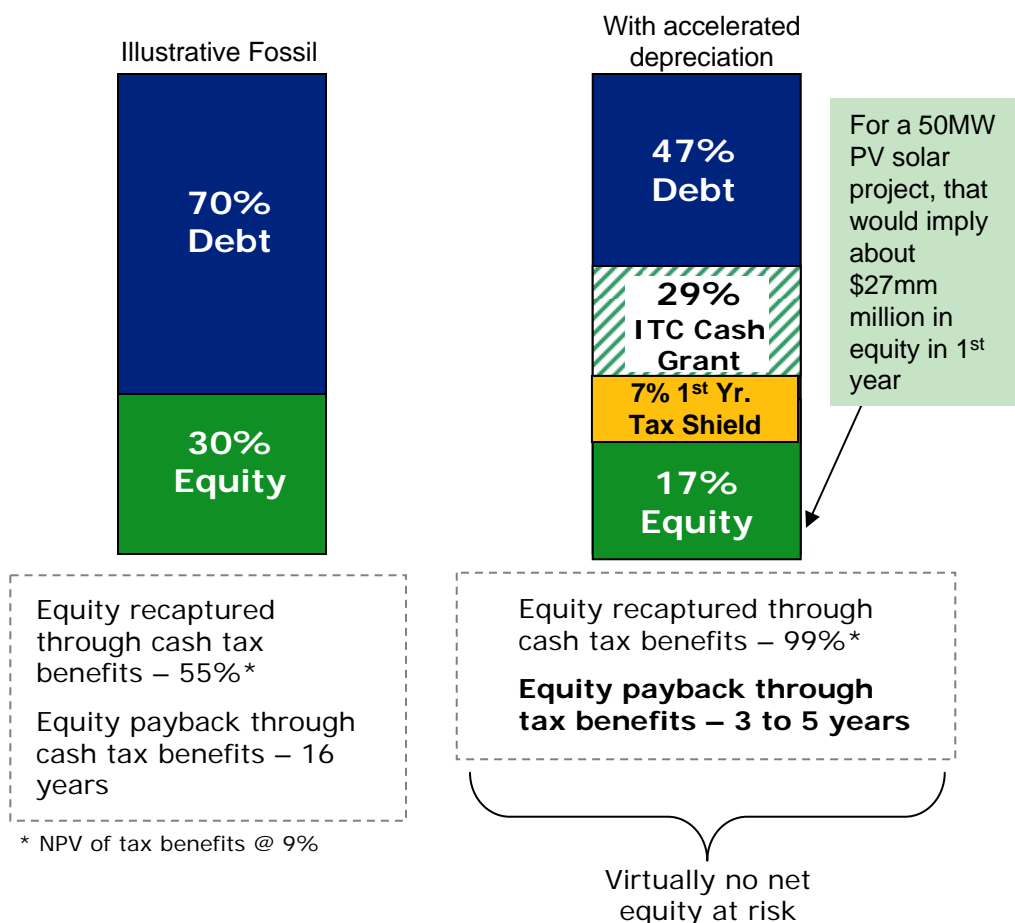 Illustrative Fossil
70%
Debt
30%
Equity
Equity recaptured
through cash tax
benefits – 55%*
Equity payback through
cash tax benefits – 16
years
* NPV of tax benefits @ 9%
With accelerated
depreciation
47%
Debt
29%
ITC Cash
Grant
7% 1st Yr.
Tax Shield
17%
Equity
For a 50MW
PV solar
project, that
would imply
about
$27mm
million in
equity in 1st
year
Equity recaptured through
cash tax benefits – 99%*
Equity payback through
tax benefits – 3 to 5 years
Virtually no net
equity at risk